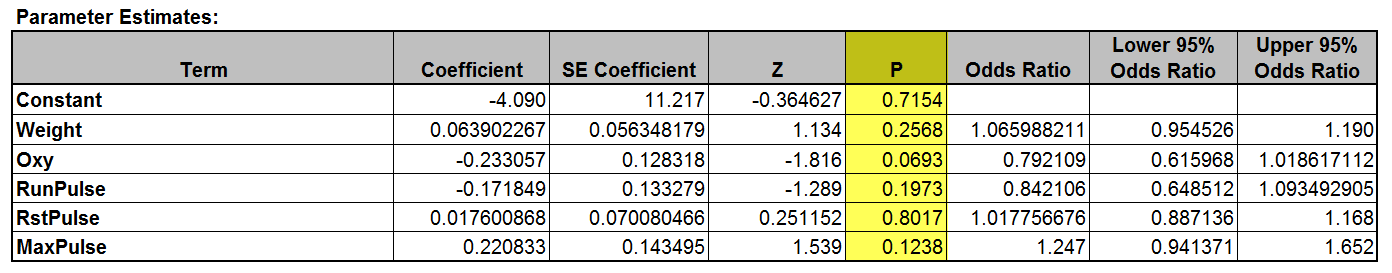 Parameter Estimates:
Term Coefficient SE Coefficient Z P Odds Ratio Lower 95% Odds Ratio Upper 95% Odds Ratio
Constant -4.090 11.217 -0.364627 0.7154
Weight 0.063902267 0.056348179 1.134 0.2568 1.065988211 0.954526 1.190
Oxy -0.233057 0.128318 -1.816 0.0693 0.792109 0.615968 1.018617112
RunPulse -0.171849 0.133279 -1.289 0.1973 0.842106 0.648512 1.093492905
RstPulse 0.017600868 0.070080466 0.251152 0.8017 1.017756676 0.887136 1.168
MaxPulse 0.220833 0.143495 1.539 0.1238 1.247 0.941371 1.652